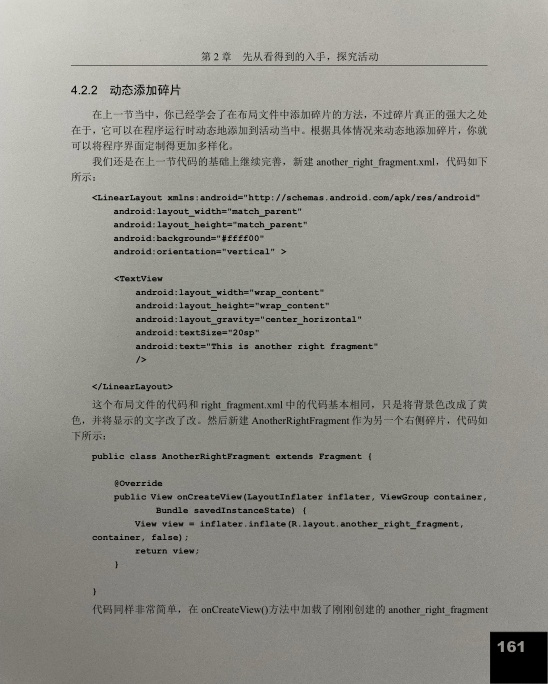 第 2 章 先从看得到的入手，探究活动
4.2.2 动态添加碎片
在上一节当中，你已经学会了在布局文件中添加碎片的方法，不过碎片真正的强大之处
在于，它可以在程序运行时动态地添加到活动当中。根据具体情况来动态地添加碎片，你就
可以将程序界面定制得更加多样化。
我们还是在上一节代码的基础上继续完善，新建 another_right_fragment.xml，代码如下
所示：
<LinearLayout xmlns:android="http://schemas.android.com/apk/res/android"
android:layout_width="match_parent"
android:layout_height="match_parent"
android:background="#ffff00"
android:orientation="vertical" >
<TextView
android:layout_width="wrap_content"
android:layout_height="wrap_content"
android:layout_gravity="center_horizontal"
android:textSize="20sp"
android:text="This is another right fragment"
/>
</LinearLayout>
这个布局文件的代码和 right_fragment.xml 中的代码基本相同，只是将背景色改成了黄
色，并将显示的文字改了改。然后新建 AnotherRightFragment 作为另一个右侧碎片，代码如
下所示：
public class AnotherRightFragment extends Fragment {
@Override
public View onCreateView(LayoutInflater inflater, ViewGroup container,
Bundle savedInstanceState) {
View view = inflater.inflate(R.layout.another_right_fragment,
container, false);
return view;
}
}
代码同样非常简单，在 onCreateView()方法中加载了刚刚创建的 another_right_fragment
161